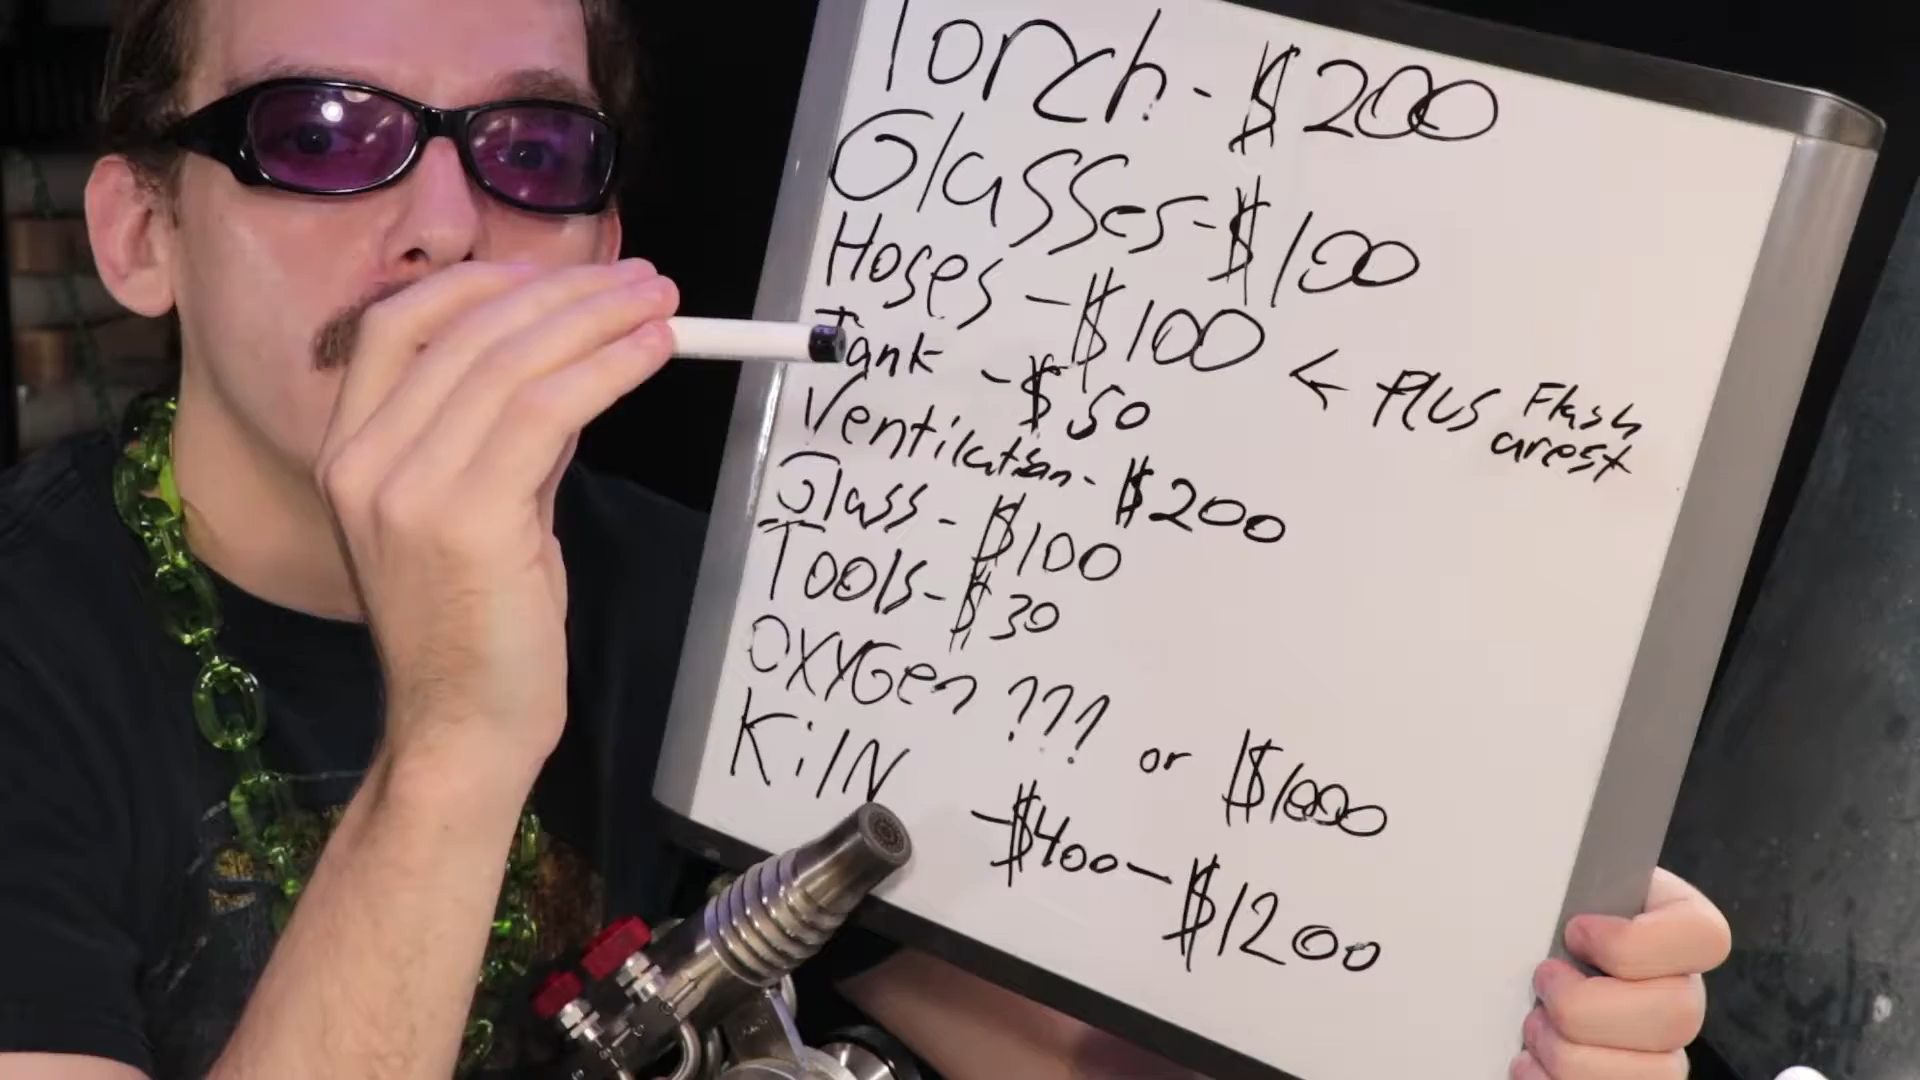 Torch - $200
Glasses - $100
Hoses - $100 ← Plus Flash
arest
Tank - $50
Ventilation - $200
Glass - $100
Tools - $30
OXYGen ??? or $1000
KilN - $400 - $1200